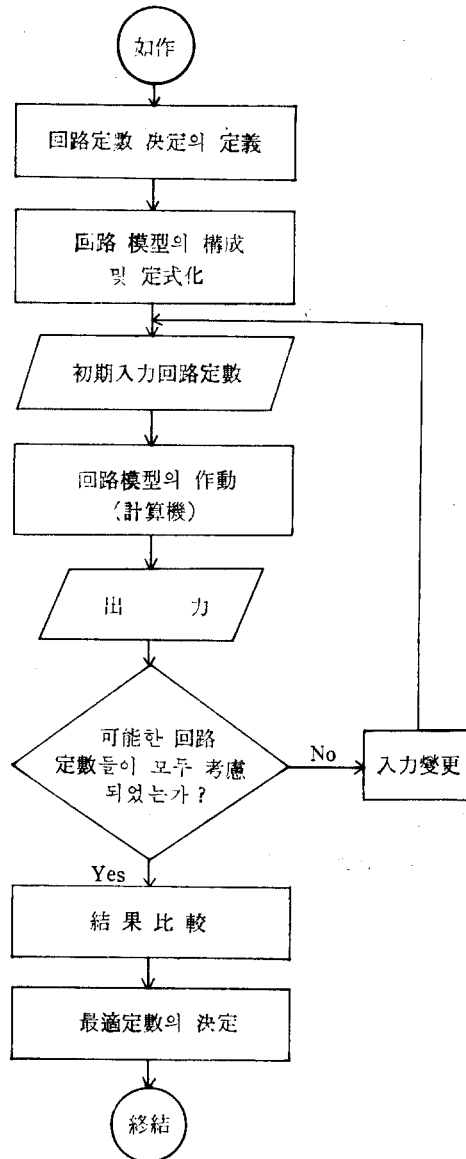 如作
回路定數 決定의 定義
回路 模型의 構成
및 定式化
初期入力回路定數
回路模型의 作動
(計算機)
出 力
可能한 回路
定數들이 모두 考慮
되었는가 ?
No
入力變更
Yes
結果比較
最適定數의 決定
終結